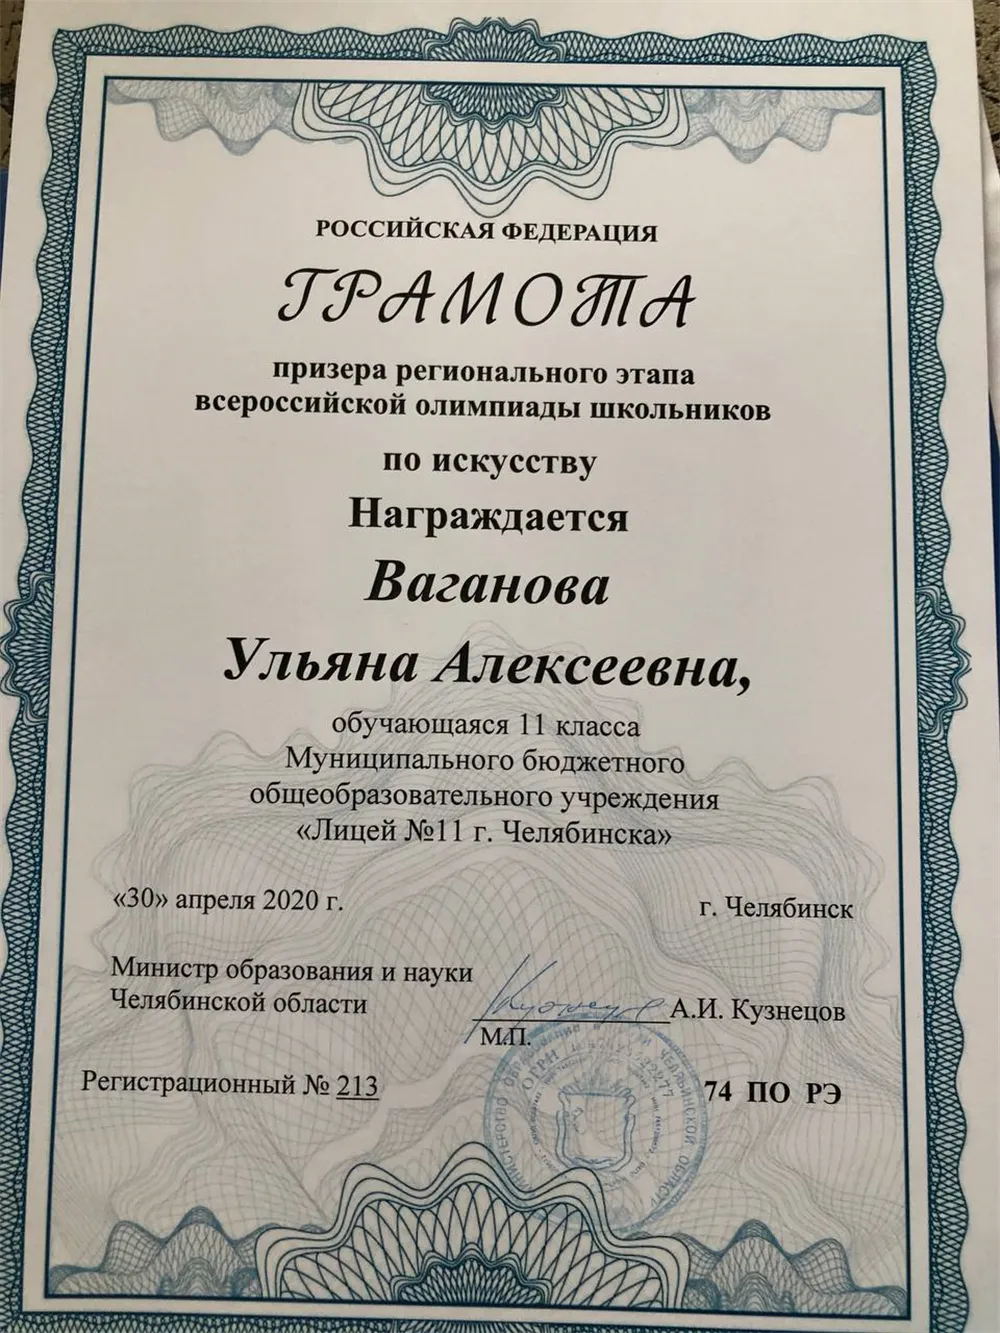 РОССИЙСКАЯ ФЕДЕРАЦИЯ
ГРАМОТА
призера регионального этапа
всероссийской олимпиады школьников
по искусству
Награждается
Ваганова
Ульяна Алексеевна,
обучающаяся 11 класса
Муниципального бюджетного
общеобразовательного учреждения
«Лицей №11 г. Челябинска»
«30» апреля 2020 г.
г. Челябинск
Министр образования и науки
Челябинской области
А.И. Кузнецов
М.П.
Регистрационный № 213
74 ПО РЭ